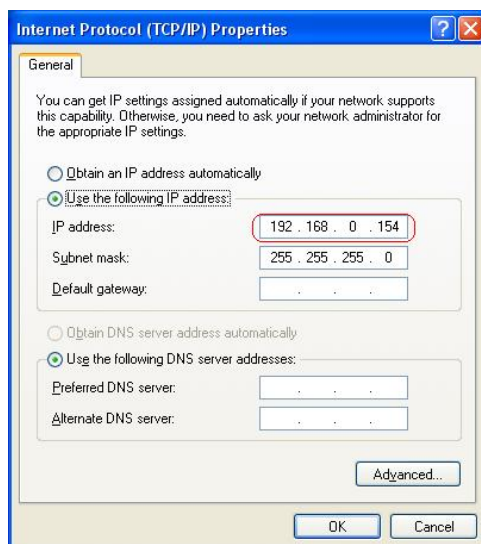 Internet Protocol (TCP/IP) Properties
General
You can get IP settings assigned automatically if your network supports
this capability. Otherwise, you need to ask your network administrator for
the appropriate IP settings.
Obtain an IP address automatically
Use the following IP address:
IP address: 192 . 168 . 0 . 154
Subnet mask: 255 . 255 . 255 . 0
Default gateway: . . .
Obtain DNS server address automatically
Use the following DNS server addresses:
Preferred DNS server: . . .
Alternate DNS server: . . .
Advanced...
OK Cancel